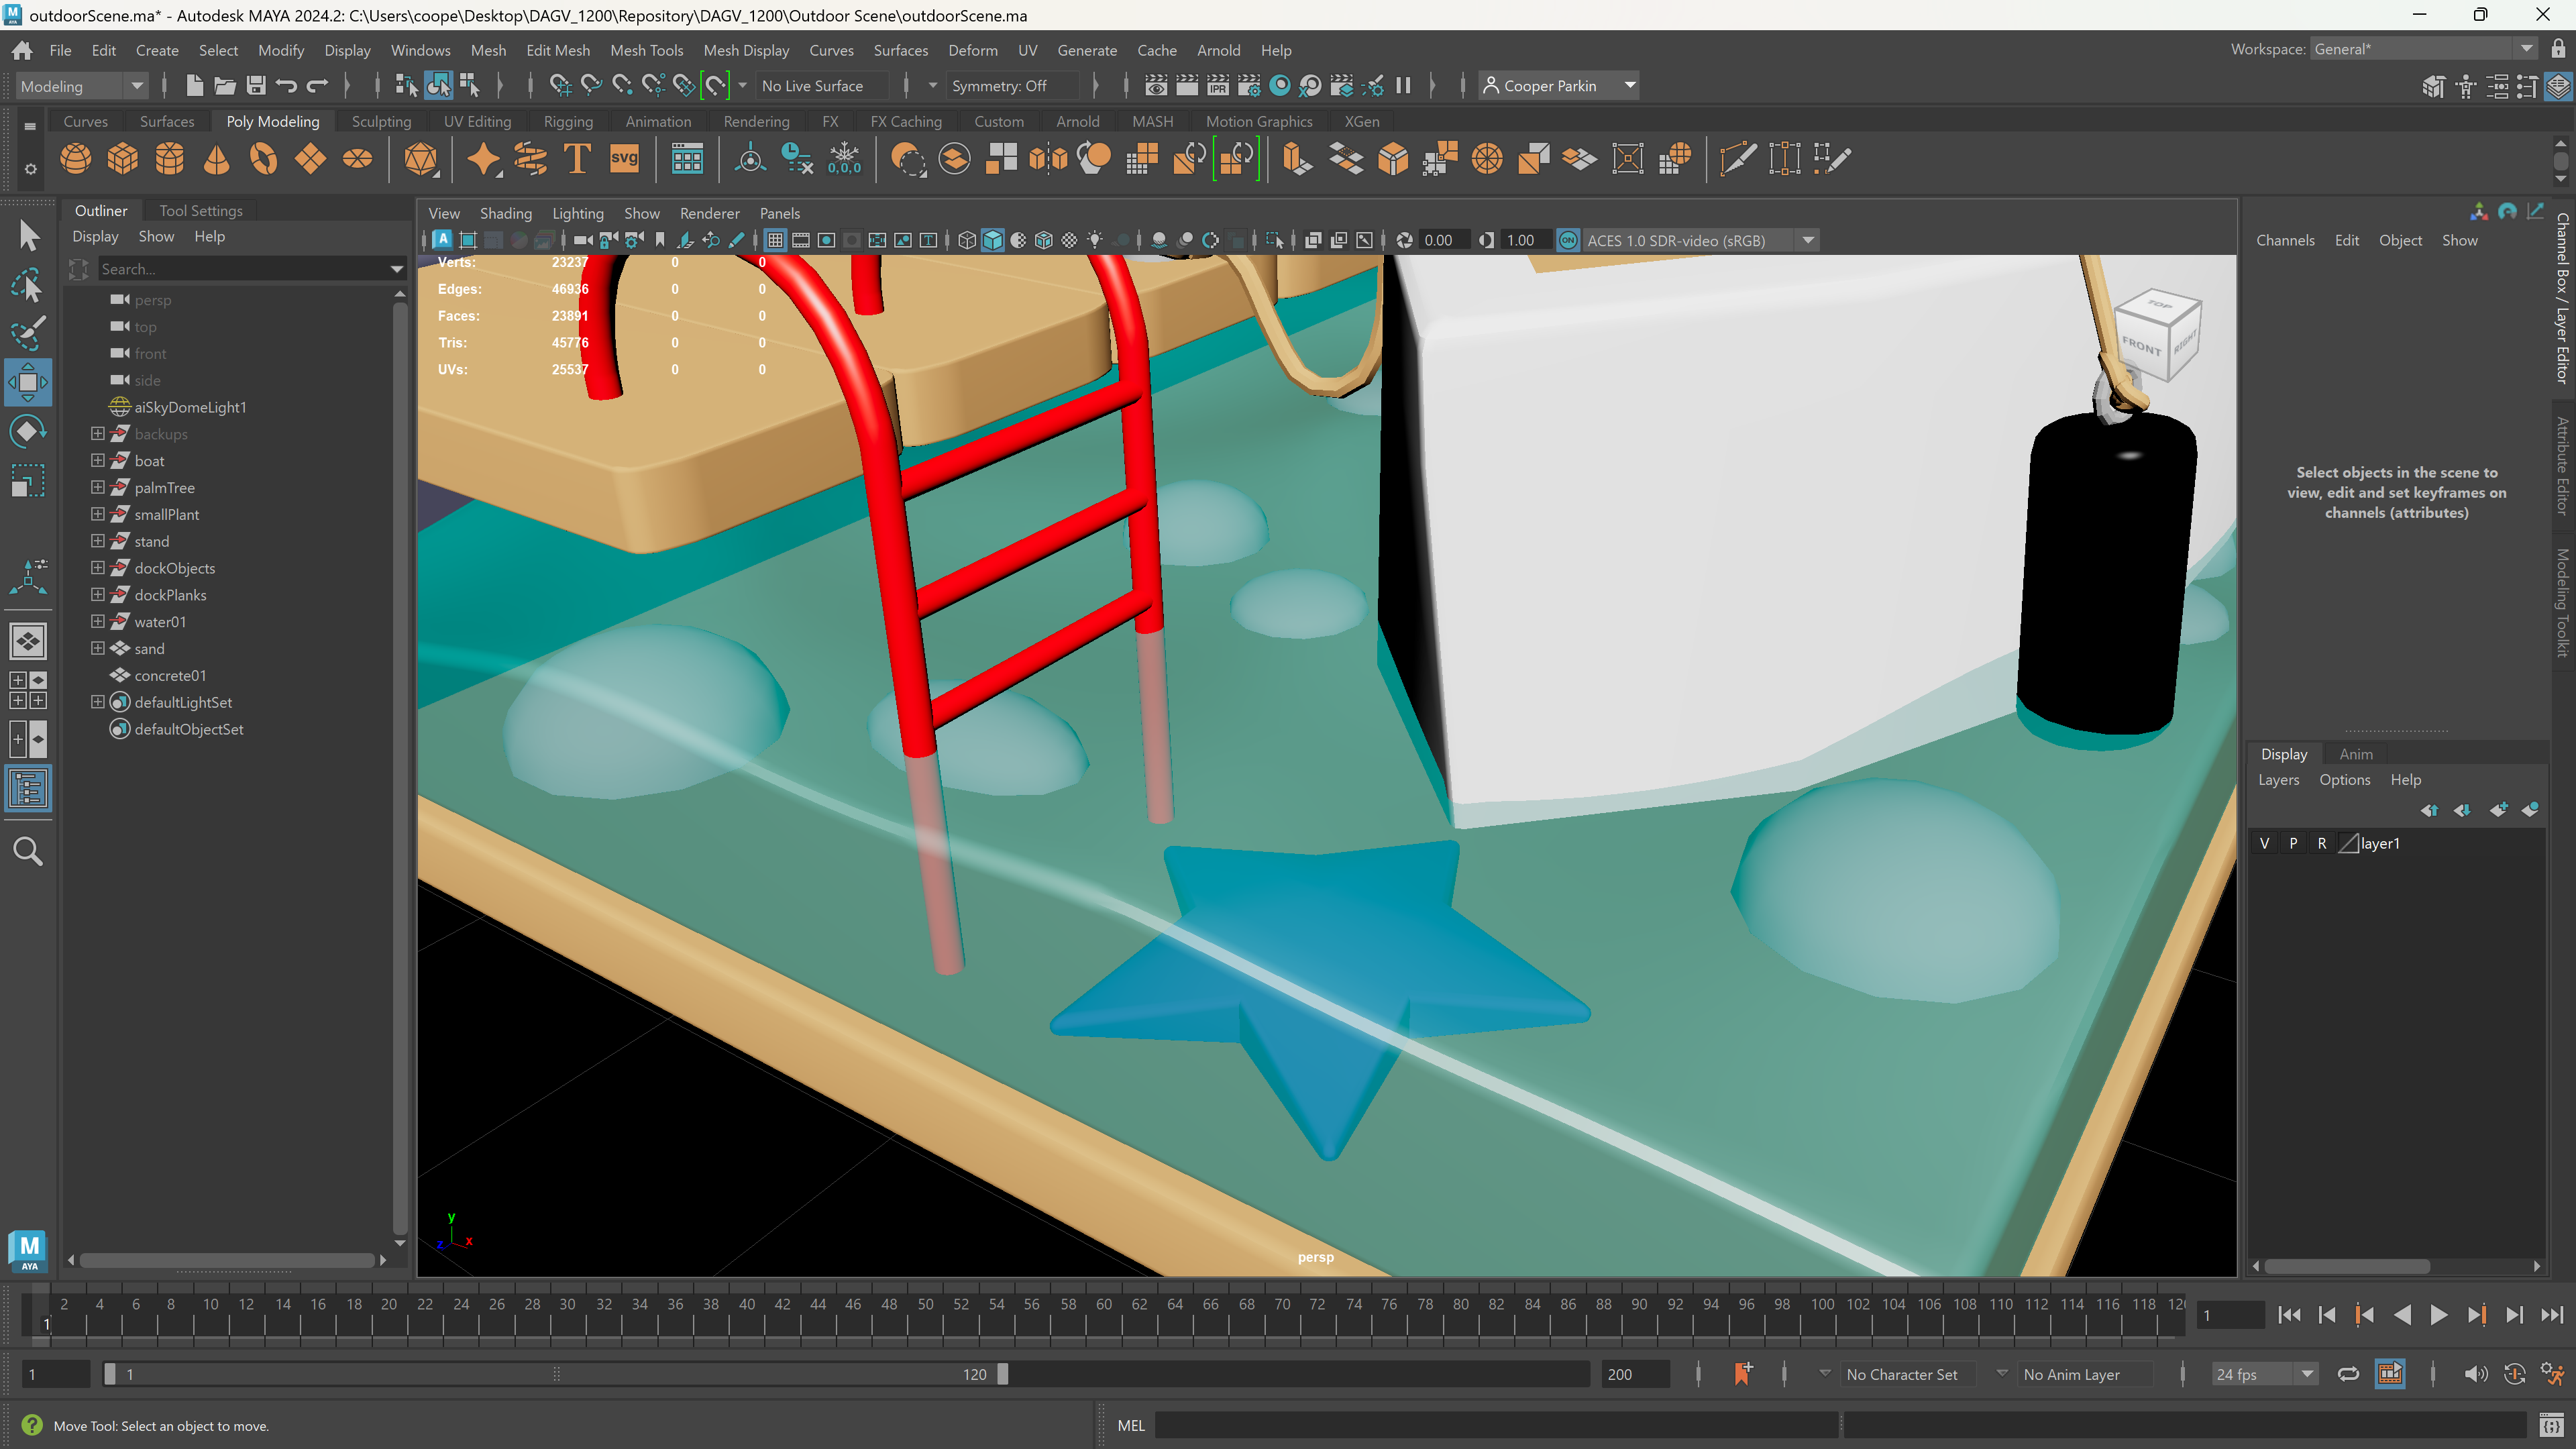 outdoorScene.ma* - Autodesk MAYA 2024.2: C:\Users\coope\Desktop\DAGV_1200\Repository\DAGV_1200\Outdoor Scene\outdoorScene.ma
File Edit Create Select Modify Display Windows Mesh Edit Mesh Mesh Tools Mesh Display Curves Surfaces Deform UV Generate Cache Arnold Help
Workspace: General*
Modeling No Live Surface Symmetry: Off IPR Cooper Parkin
Curves Surfaces Poly Modeling Sculpting UV Editing Rigging Animation Rendering FX FX Caching Custom Arnold MASH Motion Graphics XGen
T svg 0,0,0
Outliner Tool Settings
Display Show Help
Search...
persp
top
front
side
aiSkyDomeLight1
backups
boat
palmTree
smallPlant
stand
dockObjects
dockPlanks
water01
sand
concrete01
defaultLightSet
defaultObjectSet
View Shading Lighting Show Renderer Panels
A T 0.00 1.00 ON ACES 1.0 SDR-video (sRGB)
Verts: 23237 0 0
Edges: 46936 0 0
Faces: 23891 0 0
Tris: 45776 0 0
UVs: 25537 0 0
TOP
FRONT RIGHT
y
z x
persp
Channels Edit Object Show
Select objects in the scene to
view, edit and set keyframes on
channels (attributes)
Channel Box / Layer Editor
Attribute Editor
Modeling Toolkit
Display Anim
Layers Options Help
V P R layer1
M
AYA
2 4 6 8 10 12 14 16 18 20 22 24 26 28 30 32 34 36 38 40 42 44 46 48 50 52 54 56 58 60 62 64 66 68 70 72 74 76 78 80 82 84 86 88 90 92 94 96 98 100 102 104 106 108 110 112 114 116 118 12
1
1
1 1 120 200 No Character Set No Anim Layer 24 fps
Move Tool: Select an object to move.
MEL